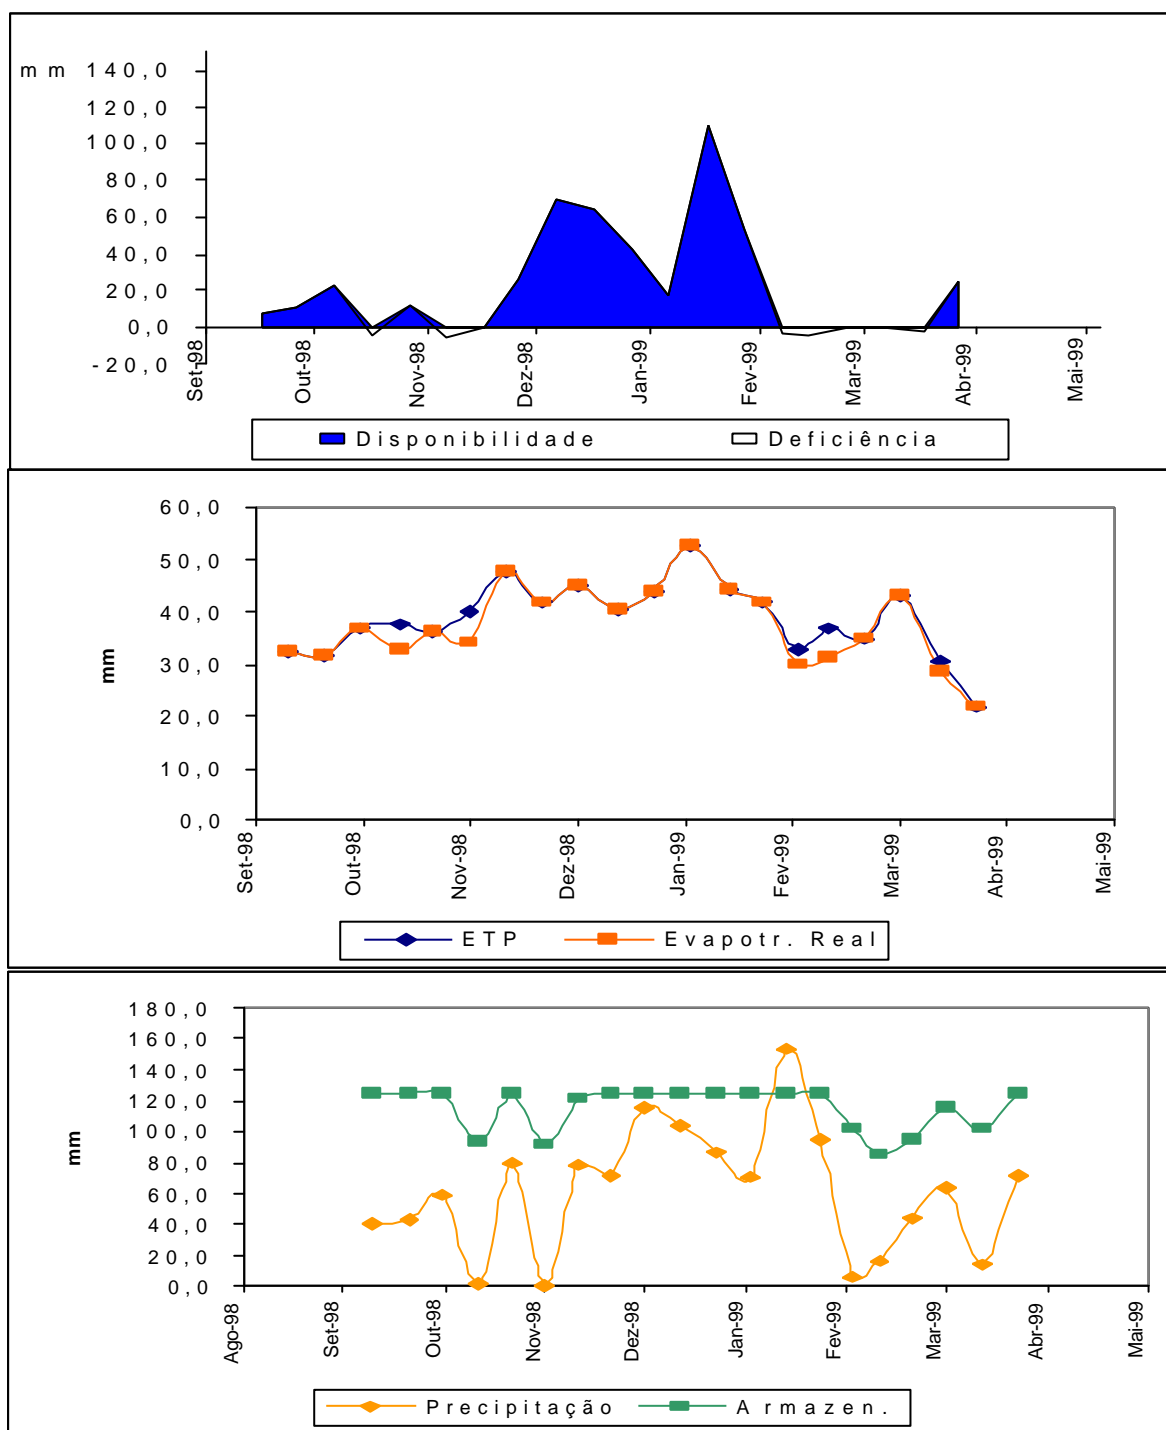 mm 140,0
120,0
100,0
80,0
60,0
40,0
20,0
0,0
-20,0
Set-98 Out-98 Nov-98 Dez-98 Jan-99 Fev-99 Mar-99 Abr-99 Mai-99
Disponibilidade Deficiência
60,0
50,0
40,0
30,0
20,0
10,0
0,0
mm
Set-98 Out-98 Nov-98 Dez-98 Jan-99 Fev-99 Mar-99 Abr-99 Mai-99
ETP Evapotr. Real
180,0
160,0
140,0
120,0
100,0
80,0
60,0
40,0
20,0
0,0
mm
Ago-98 Set-98 Out-98 Nov-98 Dez-98 Jan-99 Fev-99 Mar-99 Abr-99 Mai-99
Precipitação Armazen.